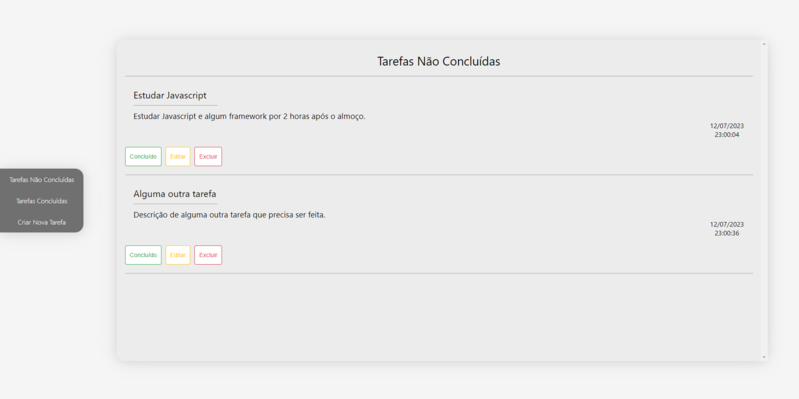 Tarefas Não Concluídas
Estudar Javascript
Estudar Javascript e algum framework por 2 horas após o almoço.
12/07/2023
23:00:04
Concluído
Editar
Excluir
Tarefas Não Concluídas
Tarefas Concluídas
Criar Nova Tarefa
Alguma outra tarefa
Descrição de alguma outra tarefa que precisa ser feita.
12/07/2023
23:00:36
Concluído
Editar
Excluir